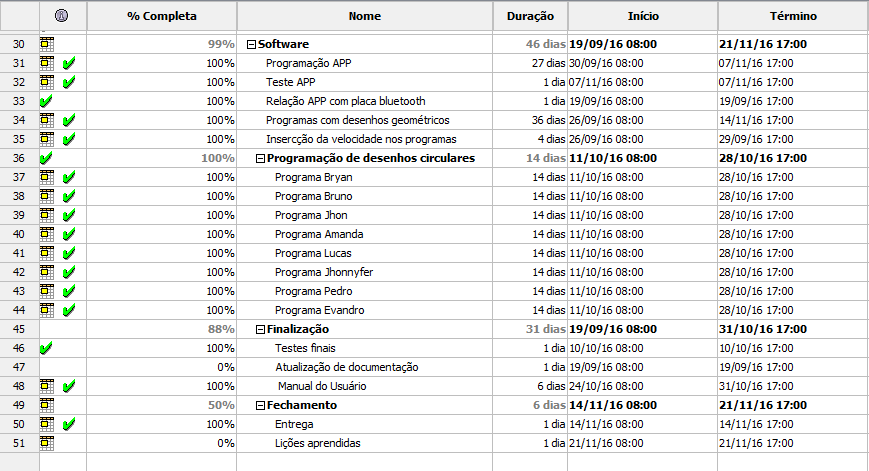 % Completa Nome Duração Início Término
30 99% Software 46 dias 19/09/16 08:00 21/11/16 17:00
31 100% Programação APP 27 dias 30/09/16 08:00 07/11/16 17:00
32 100% Teste APP 1 dia 07/11/16 08:00 07/11/16 17:00
33 100% Relação APP com placa bluetooth 1 dia 19/09/16 08:00 19/09/16 17:00
34 100% Programas com desenhos geométricos 36 dias 26/09/16 08:00 14/11/16 17:00
35 100% Insercção da velocidade nos programas 4 dias 26/09/16 08:00 29/09/16 17:00
36 100% Programação de desenhos circulares 14 dias 11/10/16 08:00 28/10/16 17:00
37 100% Programa Bryan 14 dias 11/10/16 08:00 28/10/16 17:00
38 100% Programa Bruno 14 dias 11/10/16 08:00 28/10/16 17:00
39 100% Programa Jhon 14 dias 11/10/16 08:00 28/10/16 17:00
40 100% Programa Amanda 14 dias 11/10/16 08:00 28/10/16 17:00
41 100% Programa Lucas 14 dias 11/10/16 08:00 28/10/16 17:00
42 100% Programa Jhonnyfer 14 dias 11/10/16 08:00 28/10/16 17:00
43 100% Programa Pedro 14 dias 11/10/16 08:00 28/10/16 17:00
44 100% Programa Evandro 14 dias 11/10/16 08:00 28/10/16 17:00
45 88% Finalização 31 dias 19/09/16 08:00 31/10/16 17:00
46 100% Testes finais 1 dia 10/10/16 08:00 10/10/16 17:00
47 0% Atualização de documentação 1 dia 19/09/16 08:00 19/09/16 17:00
48 100% Manual do Usuário 6 dias 24/10/16 08:00 31/10/16 17:00
49 50% Fechamento 6 dias 14/11/16 08:00 21/11/16 17:00
50 100% Entrega 1 dia 14/11/16 08:00 14/11/16 17:00
51 0% Lições aprendidas 1 dia 21/11/16 08:00 21/11/16 17:00